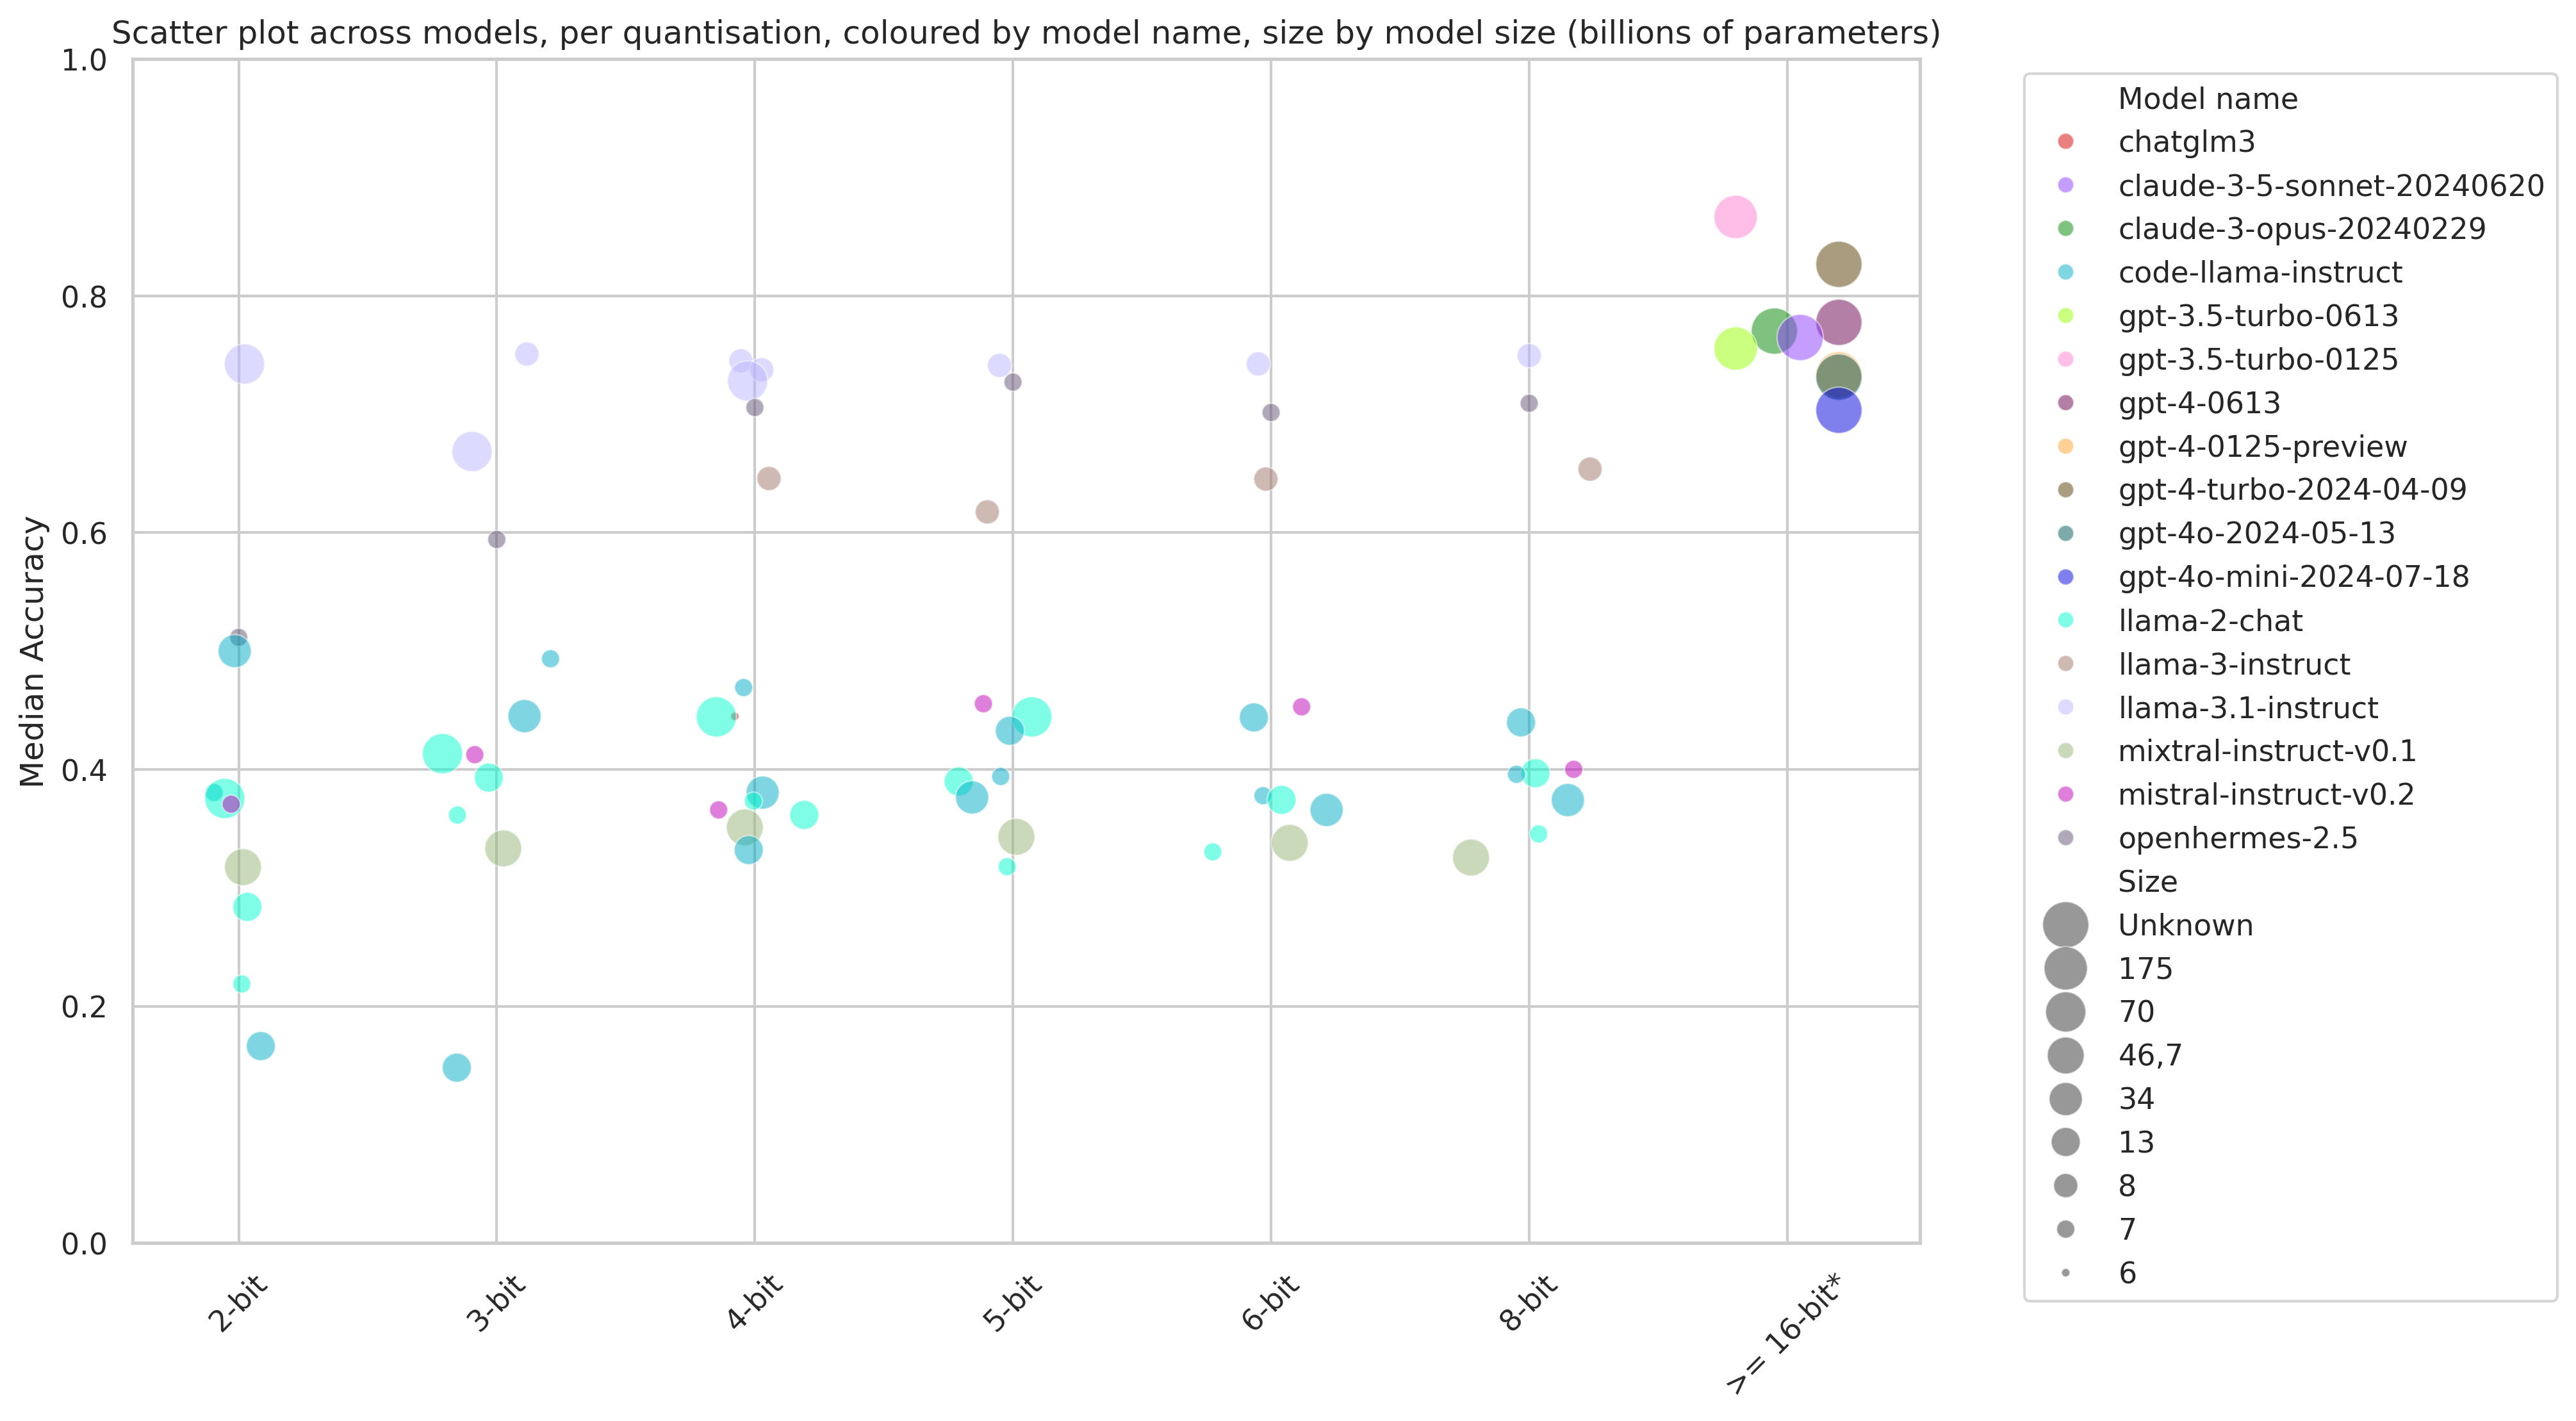 Scatter plot across models, per quantisation, coloured by model name, size by model size (billions of parameters)
Median Accuracy
1.0
0.8
0.6
0.4
0.2
0.0
2-bit
3-bit
4-bit
5-bit
6-bit
8-bit
>= 16-bit*
Model name
chatglm3
claude-3-5-sonnet-20240620
claude-3-opus-20240229
code-llama-instruct
gpt-3.5-turbo-0613
gpt-3.5-turbo-0125
gpt-4-0613
gpt-4-0125-preview
gpt-4-turbo-2024-04-09
gpt-4o-2024-05-13
gpt-4o-mini-2024-07-18
llama-2-chat
llama-3-instruct
llama-3.1-instruct
mixtral-instruct-v0.1
mistral-instruct-v0.2
openhermes-2.5
Size
Unknown
175
70
46,7
34
13
8
7
6